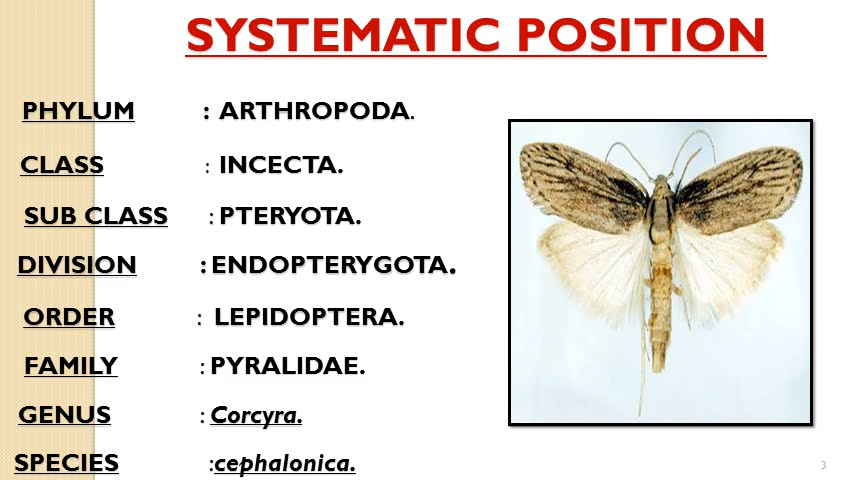 SYSTEMATIC POSITION
PHYLUM : ARTHROPODA.
CLASS : INCECTA.
SUB CLASS : PTERYOTA.
DIVISION : ENDOPTERYGOTA.
ORDER : LEPIDOPTERA.
FAMILY : PYRALIDAE.
GENUS : Corcyra.
SPECIES :cephalonica.
3